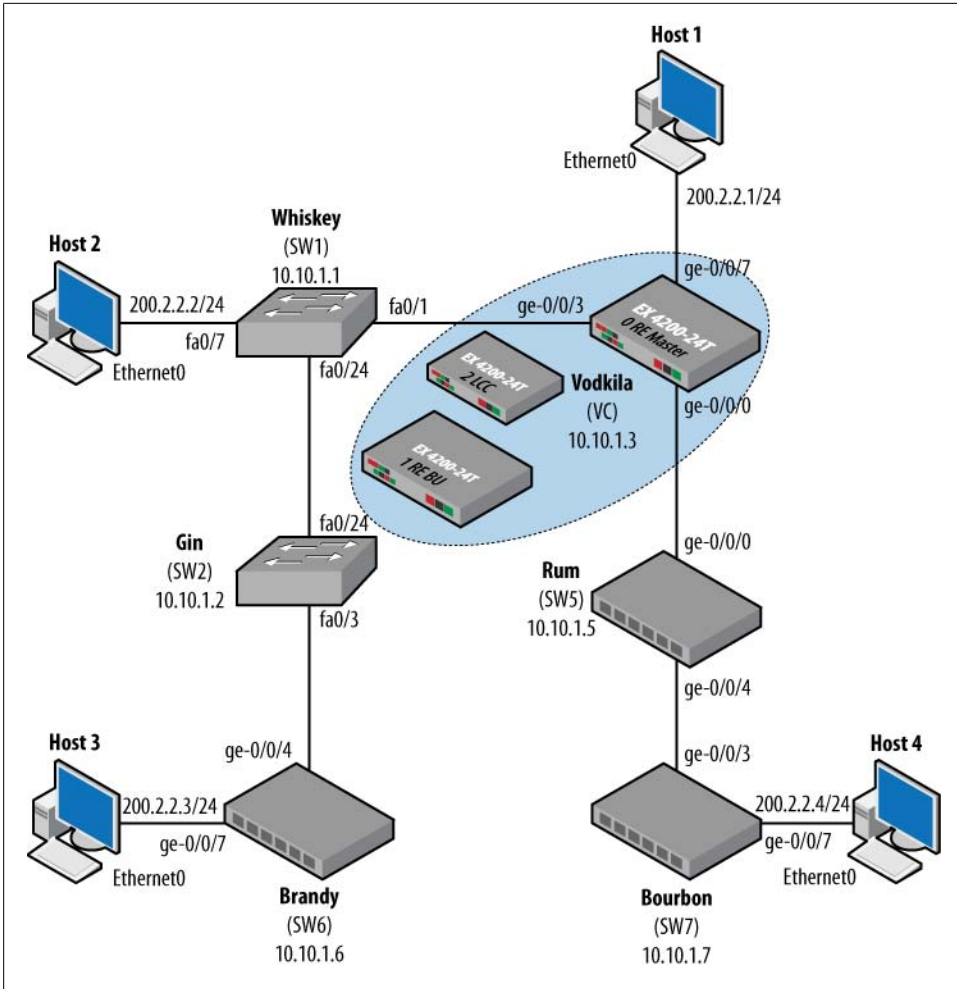 Host 1
Ethernet0
200.2.2.1/24
Whiskey
(SW1)
10.10.1.1
Host 2
200.2.2.2/24
fa0/7
Ethernet0
fa0/1
fa0/24
ge-0/0/3
ge-0/0/7
EX 4200-24T
0 RE Master
EX 4200-24T
2 LCC
Vodkila
(VC)
10.10.1.3
ge-0/0/0
EX 4200-24T
1 RE BU
fa0/24
Gin
(SW2)
10.10.1.2
fa0/3
ge-0/0/0
Rum
(SW5)
10.10.1.5
ge-0/0/4
Host 3
200.2.2.3/24
ge-0/0/7
Ethernet0
ge-0/0/4
Brandy
(SW6)
10.10.1.6
ge-0/0/3
Host 4
200.2.2.4/24
ge-0/0/7
Ethernet0
Bourbon
(SW7)
10.10.1.7